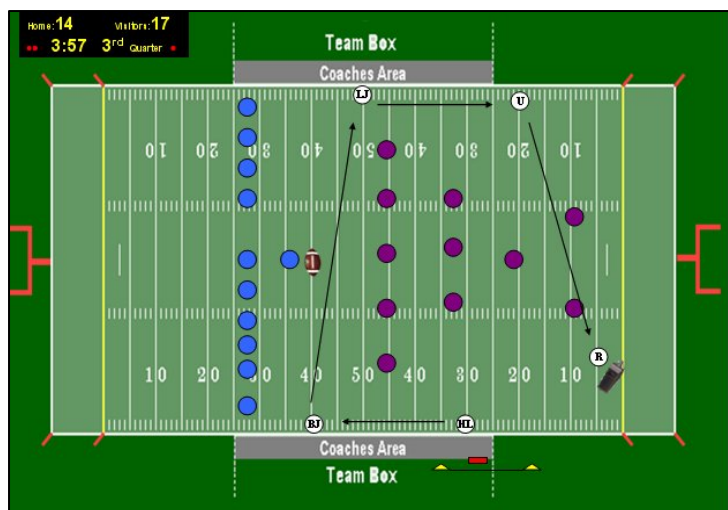 Home: 14 Visitors: 17
3:57 3rd Quarter
Team Box
Coaches Area
LJ U
10 20 30 40 50 40 30 20 10
R
10 20 30 40 50 40 30 20 10
BJ HL
Coaches Area
Team Box